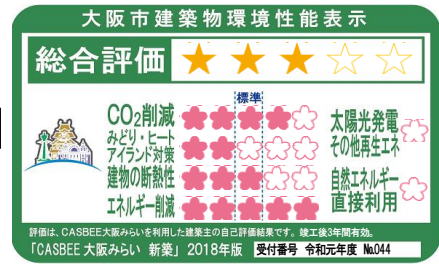 大阪市建築物環境性能表示
総合評価
標準
CO2削減
みどり・ヒート
アイランド対策
建物の断熱性
エネルギー削減
太陽光発電
その他再生エネ
自然エネルギー
直接利用
評価は、CASBEE大阪みらいを利用した建築主の自己評価結果です。竣工後3年間有効。
「CASBEE大阪みらい 新築」2018年版 受付番号 令和元年度 №044